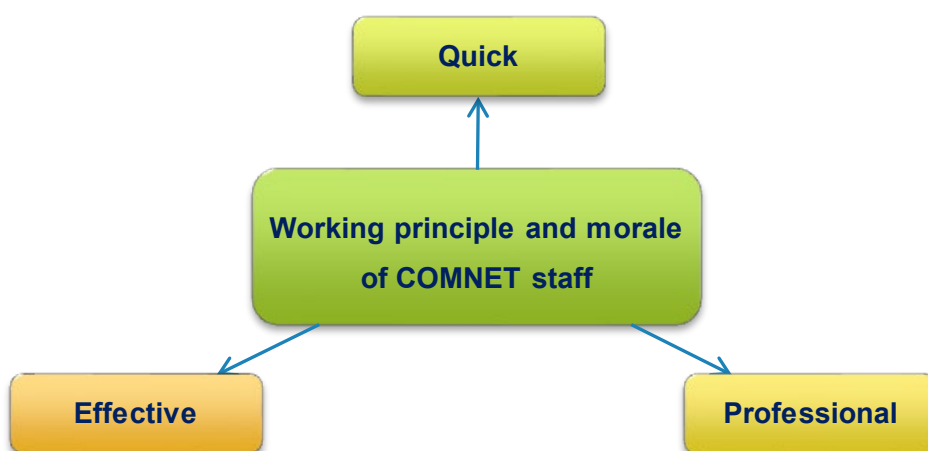 Quick
Working principle and morale
of COMNET staff
Effective
Professional